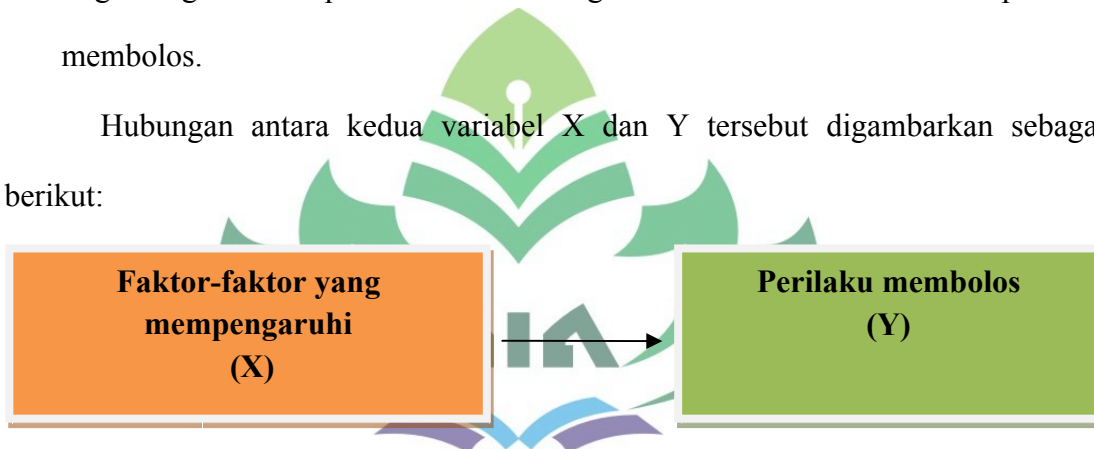 membolos.
Hubungan antara kedua variabel X dan Y tersebut digambarkan sebaga
berikut:
Faktor-faktor yang
mempengaruhi
(X)
Perilaku membolos
(Y)